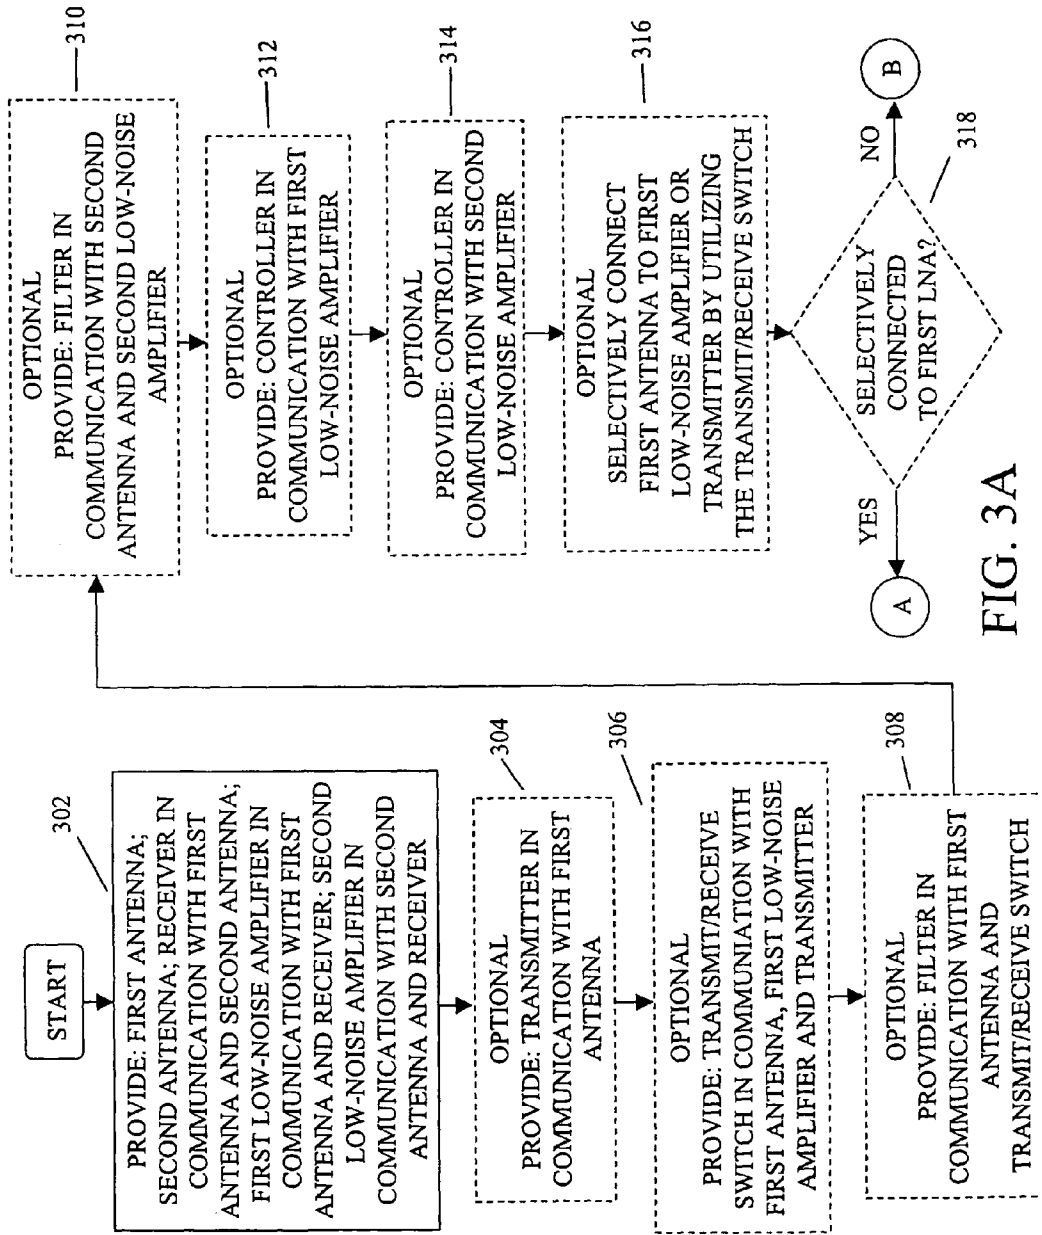 START
302
PROVIDE: FIRST ANTENNA;
SECOND ANTENNA; RECEIVER IN
COMMUNICATION WITH FIRST
ANTENNA AND SECOND ANTENNA;
FIRST LOW-NOISE AMPLIFIER IN
COMMUNICATION WITH FIRST
ANTENNA AND RECEIVER; SECOND
LOW-NOISE AMPLIFIER IN
COMMUNICATION WITH SECOND
ANTENNA AND RECEIVER
304
OPTIONAL
PROVIDE: TRANSMITTER IN
COMMUNICATION WITH FIRST
ANTENNA
306
OPTIONAL
PROVIDE: TRANSMIT/RECEIVE
SWITCH IN COMMUNIATION WITH
FIRST ANTENNA, FIRST LOW-NOISE
AMPLIFIER AND TRANSMITTER
308
OPTIONAL
PROVIDE: FILTER IN
COMMUNICATION WITH FIRST
ANTENNA AND
TRANSMIT/RECEIVE SWITCH
310
OPTIONAL
PROVIDE: FILTER IN
COMMUNICATION WITH SECOND
ANTENNA AND SECOND LOW-NOISE
AMPLIFIER
312
OPTIONAL
PROVIDE: CONTROLLER IN
COMMUNICATION WITH FIRST
LOW-NOISE AMPLIFIER
314
OPTIONAL
PROVIDE: CONTROLLER IN
COMMUNICATION WITH SECOND
LOW-NOISE AMPLIFIER
316
OPTIONAL
SELECTIVELY CONNECT
FIRST ANTENNA TO FIRST
LOW-NOISE AMPLIFIER OR
TRANSMITTER BY UTILIZING
THE TRANSMIT/RECEIVE SWITCH
318
SELECTIVELY
CONNECTED
TO FIRST LNA?
YES
NO
A
B
FIG. 3A